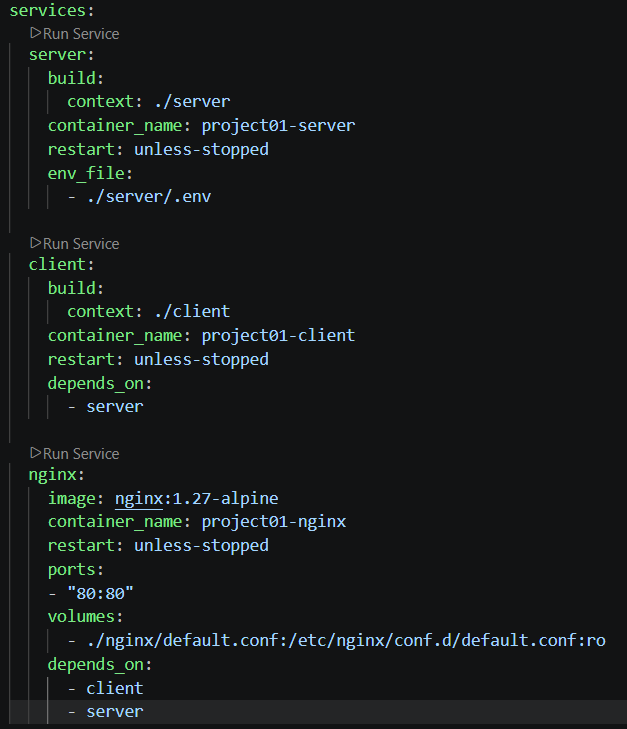 services:
▷Run Service
  server:
    build:
      context: ./server
    container_name: project01-server
    restart: unless-stopped
    env_file:
      - ./server/.env

▷Run Service
  client:
    build:
      context: ./client
    container_name: project01-client
    restart: unless-stopped
    depends_on:
      - server

▷Run Service
  nginx:
    image: nginx:1.27-alpine
    container_name: project01-nginx
    restart: unless-stopped
    ports:
    - "80:80"
    volumes:
      - ./nginx/default.conf:/etc/nginx/conf.d/default.conf:ro
    depends_on:
      - client
      - server